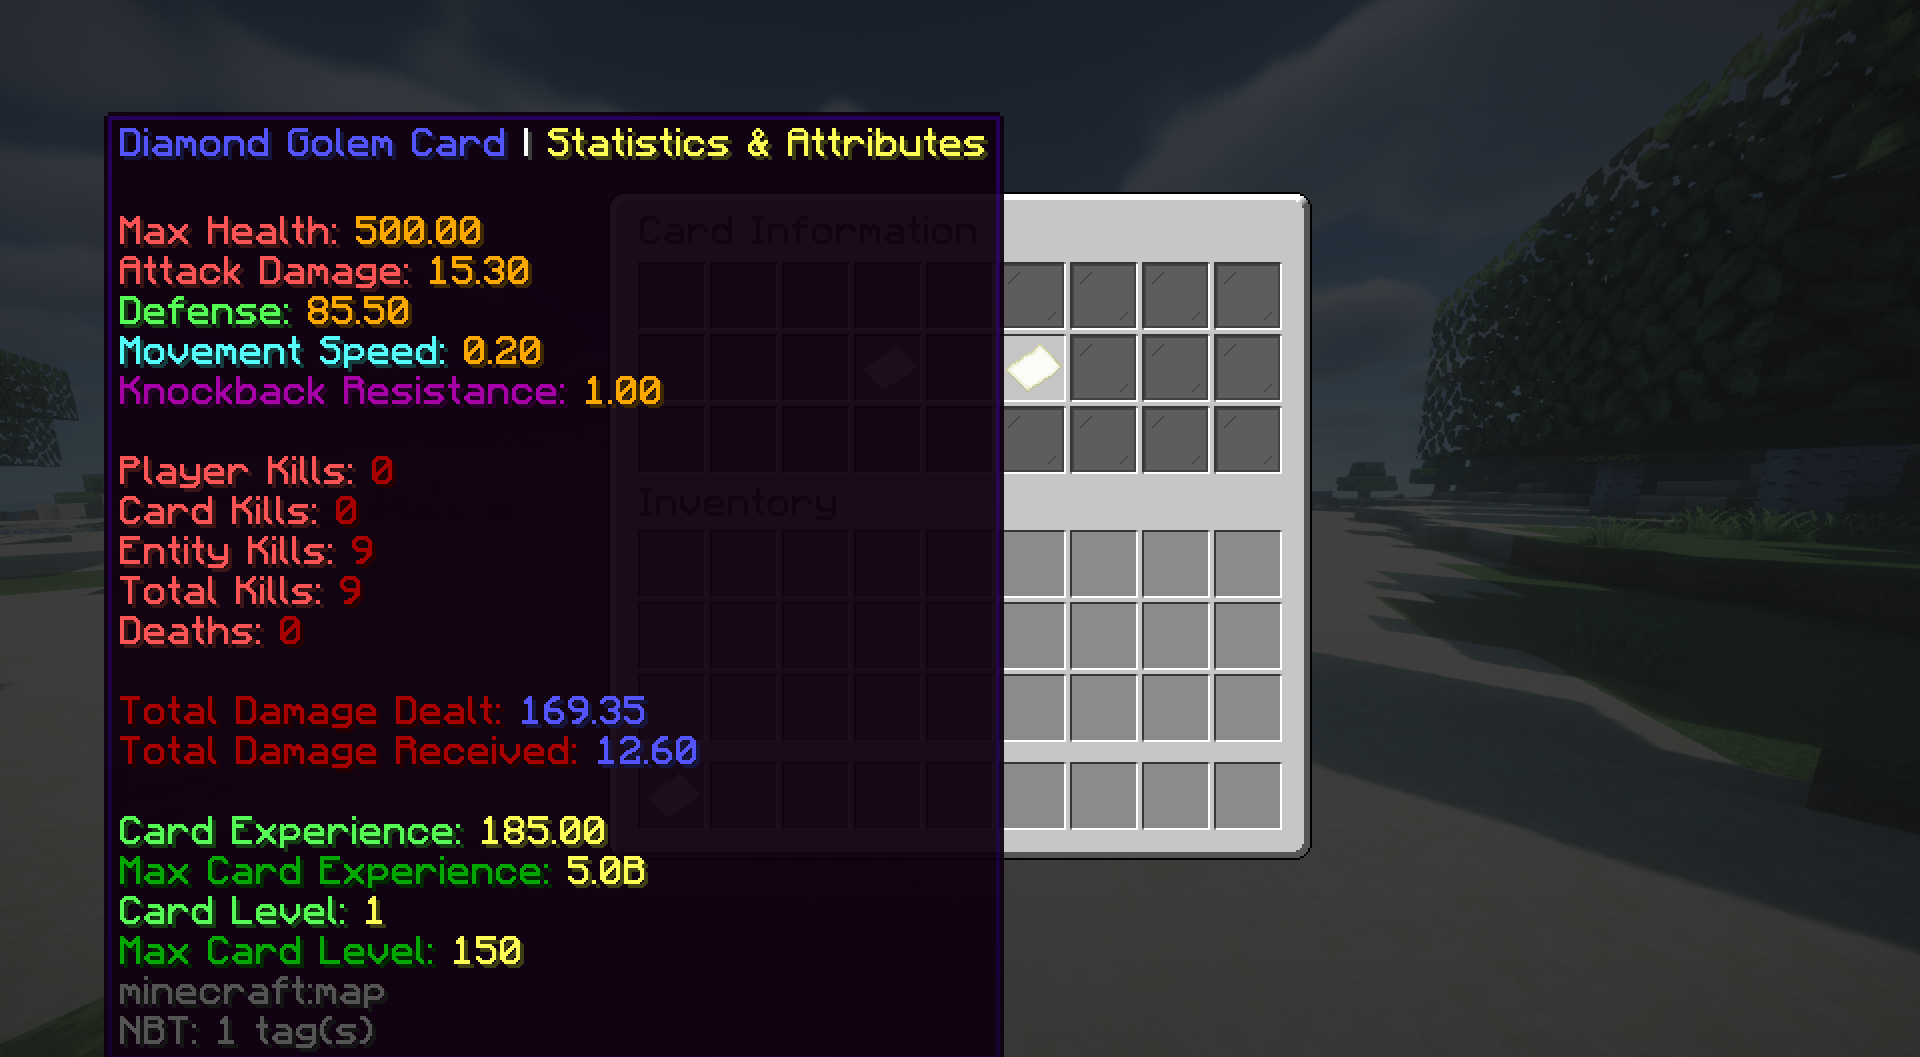 Diamond Golem Card | Statistics & Attributes
Max Health: 500.00
Attack Damage: 15.30
Defense: 85.50
Movement Speed: 0.20
Knockback Resistance: 1.00
Player Kills: 0
Card Kills: 0
Entity Kills: 9
Total Kills: 9
Deaths: 0
Total Damage Dealt: 169.35
Total Damage Received: 12.60
Card Experience: 185.00
Max Card Experience: 5.0B
Card Level: 1
Max Card Level: 150
minecraft:map
NBT: 1 tag(s)
Card Information
Inventory